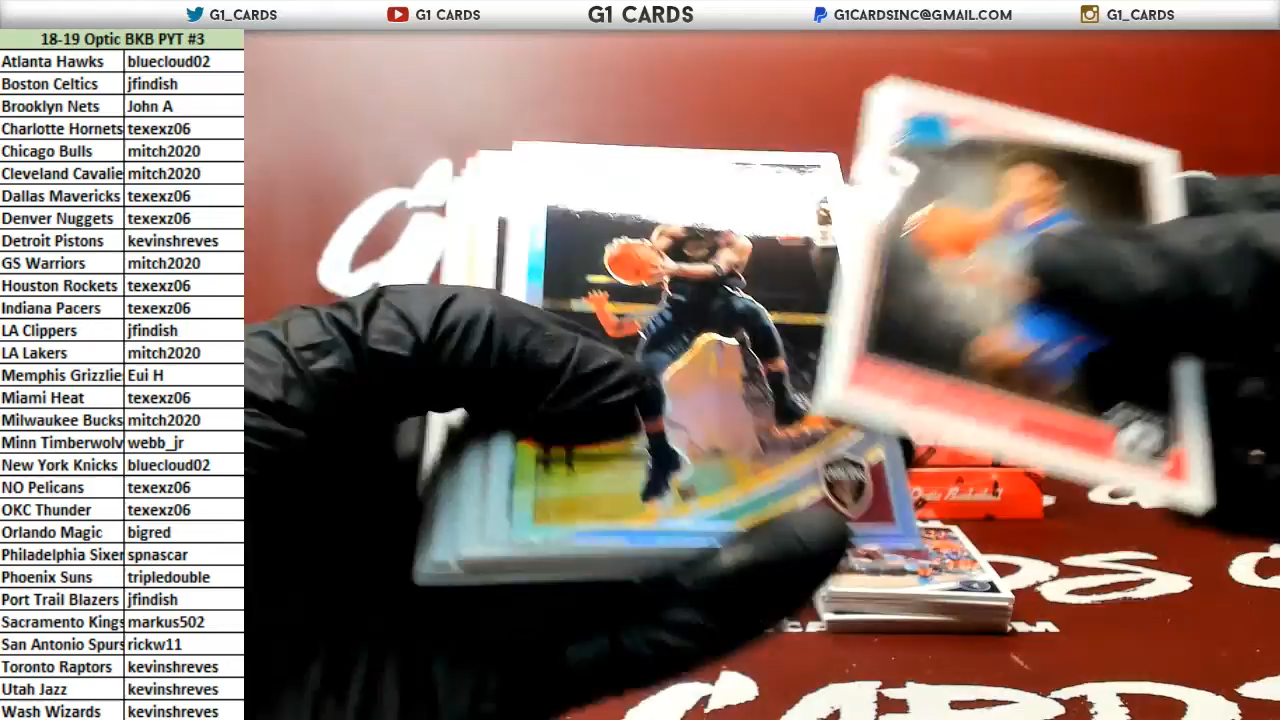 G1_CARDS
G1 CARDS
G1 CARDS
G1CARDSINC@GMAIL.COM
G1_CARDS
18-19 Optic BKB PYT #3
Atlanta Hawks bluecloud02
Boston Celtics jfindish
Brooklyn Nets John A
Charlotte Hornets texexz06
Chicago Bulls mitch2020
Cleveland Cavalie mitch2020
Dallas Mavericks texexz06
Denver Nuggets texexz06
Detroit Pistons kevinshreves
GS Warriors mitch2020
Houston Rockets texexz06
Indiana Pacers texexz06
LA Clippers jfindish
LA Lakers mitch2020
Memphis Grizzlie Eui H
Miami Heat texexz06
Milwaukee Bucks mitch2020
Minn Timberwolv webb_jr
New York Knicks bluecloud02
NO Pelicans texexz06
OKC Thunder texexz06
Orlando Magic bigred
Philadelphia Sixer spnascar
Phoenix Suns tripledouble
Port Trail Blazers jfindish
Sacramento Kings markus502
San Antonio Spurs rickw11
Toronto Raptors kevinshreves
Utah Jazz kevinshreves
Wash Wizards kevinshreves
Optic Basketball